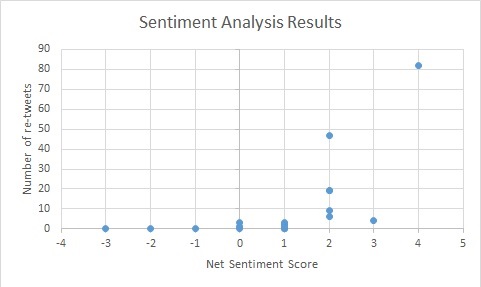 Sentiment Analysis Results
Number of re-tweets
90
80
70
60
50
40
30
20
10
0
-4 -3 -2 -1 0 1 2 3 4 5
Net Sentiment Score